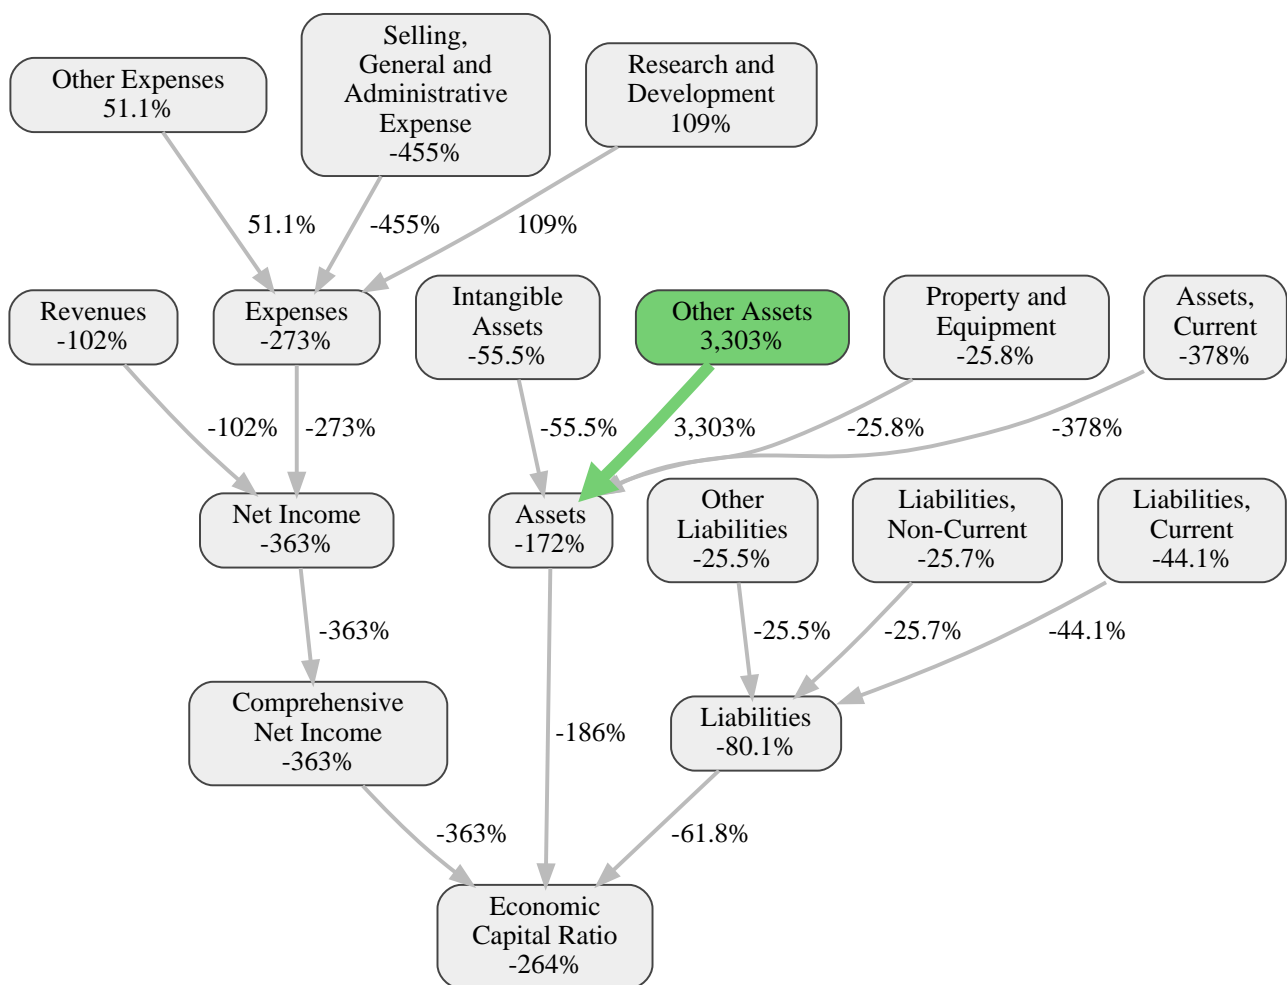 Other Expenses
51.1%
Selling,
General and
Administrative
Expense
-455%
Research and
Development
109%
51.1%
-455%
109%
Revenues
-102%
Expenses
-273%
Intangible
Assets
-55.5%
Other Assets
3,303%
Property and
Equipment
-25.8%
Assets,
Current
-378%
-102%
-273%
-55.5%
3,303%
-25.8%
-378%
Net Income
-363%
Assets
-172%
Other
Liabilities
-25.5%
Liabilities,
Non-Current
-25.7%
Liabilities,
Current
-44.1%
-363%
-25.5%
-25.7%
-44.1%
Comprehensive
Net Income
-363%
-186%
Liabilities
-80.1%
-363%
-61.8%
Economic
Capital Ratio
-264%